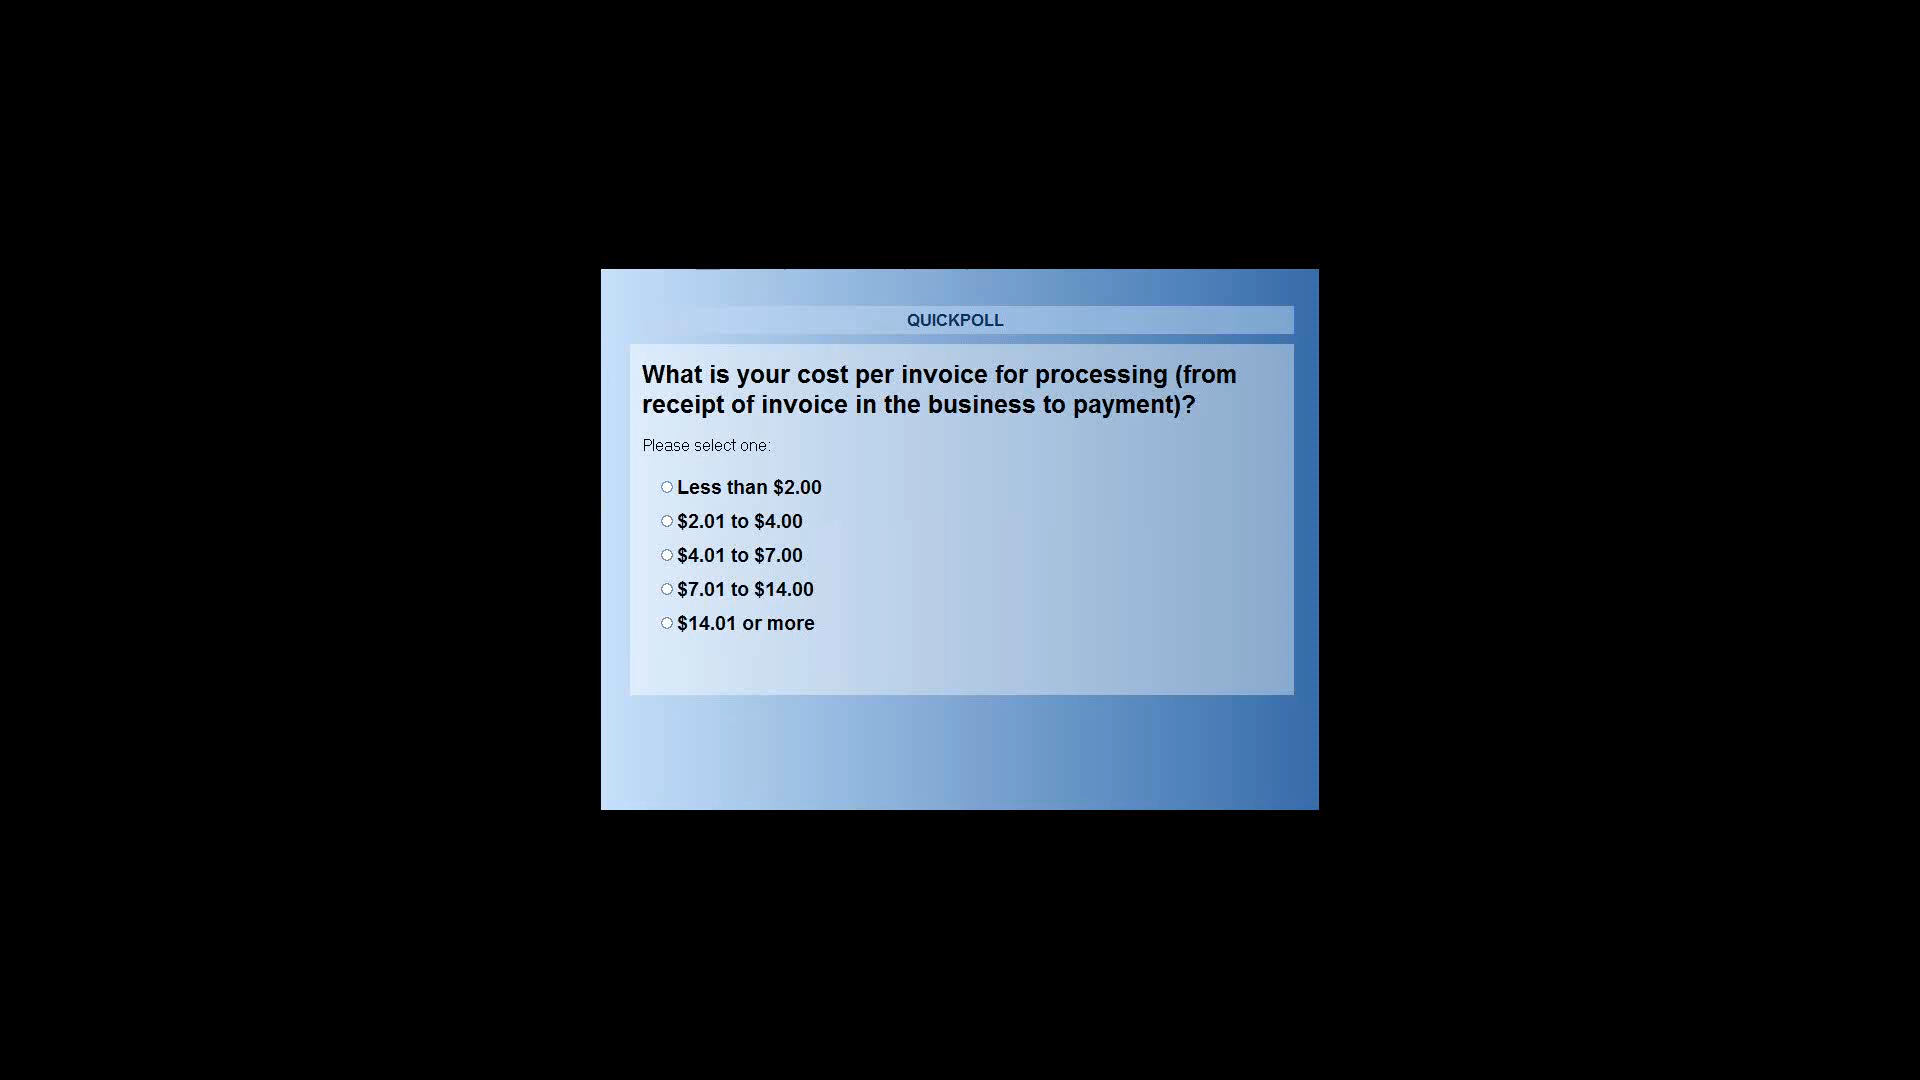 QUICKPOLL
What is your cost per invoice for processing (from
receipt of invoice in the business to payment)?
Please select one:
Less than $2.00
$2.01 to $4.00
$4.01 to $7.00
$7.01 to $14.00
$14.01 or more